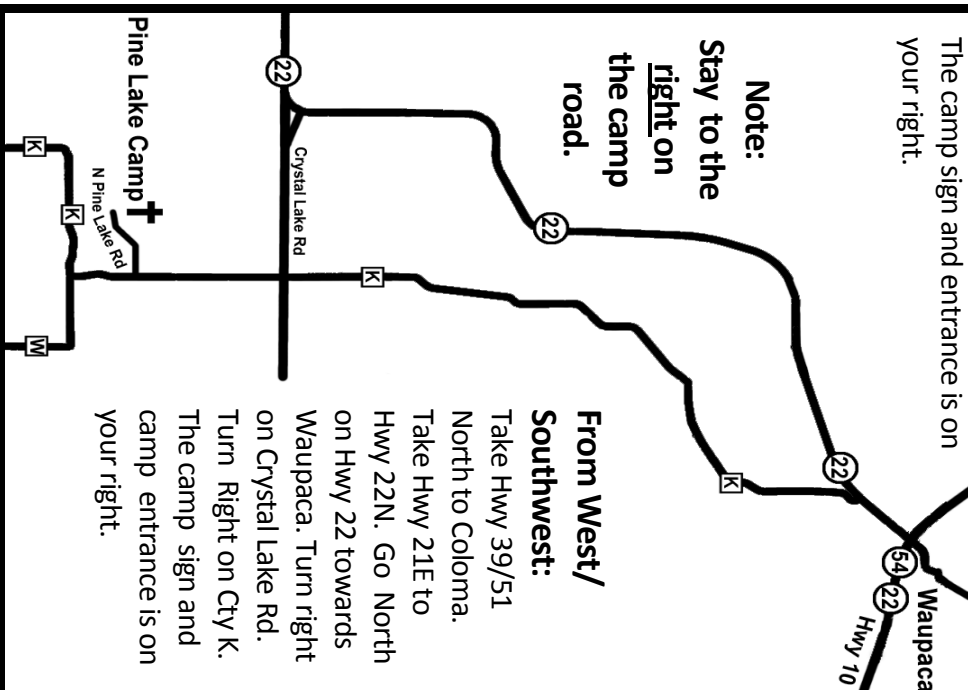 The camp sign and entrance is on
your right.
Note:
Stay to the
right on
the camp
road.
Waupaca
54
22
Hwy 10
22
22
22
K
K
K
K
W
Crystal Lake Rd
N Pine Lake Rd
Pine Lake Camp
From West/
Southwest:
Take Hwy 39/51
North to Coloma.
Take Hwy 21E to
Hwy 22N. Go North
on Hwy 22 towards
Waupaca. Turn right
on Crystal Lake Rd.
Turn Right on Cty K.
The camp sign and
camp entrance is on
your right.